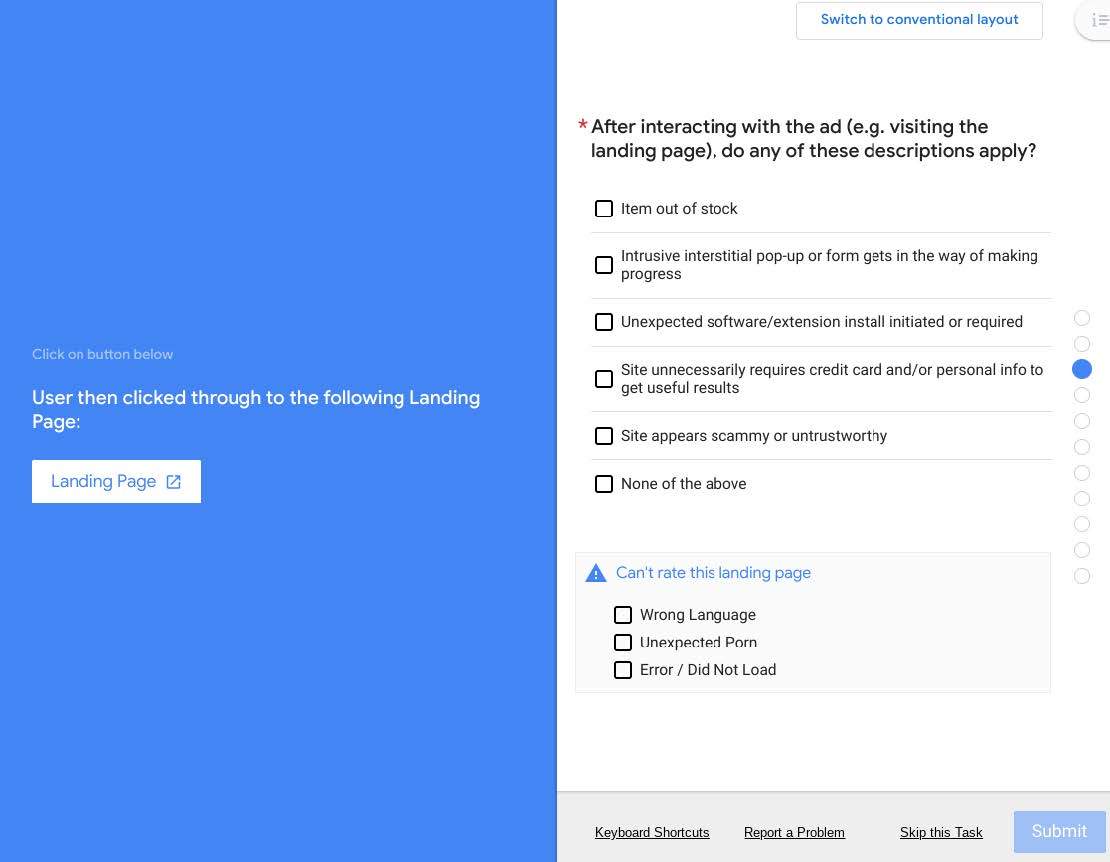 Switch to conventional layout
* After interacting with the ad (e.g. visiting the
landing page), do any of these descriptions apply?
Item out of stock
Intrusive interstitial pop-up or form gets in the way of making
progress
Unexpected software/extension install initiated or required
Site unnecessarily requires credit card and/or personal info to
get useful results
Site appears scammy or untrustworthy
None of the above
Click on button below
User then clicked through to the following Landing
Page:
Landing Page
Can't rate this landing page
Wrong Language
Unexpected Porn
Error / Did Not Load
Keyboard Shortcuts
Report a Problem
Skip this Task
Submit